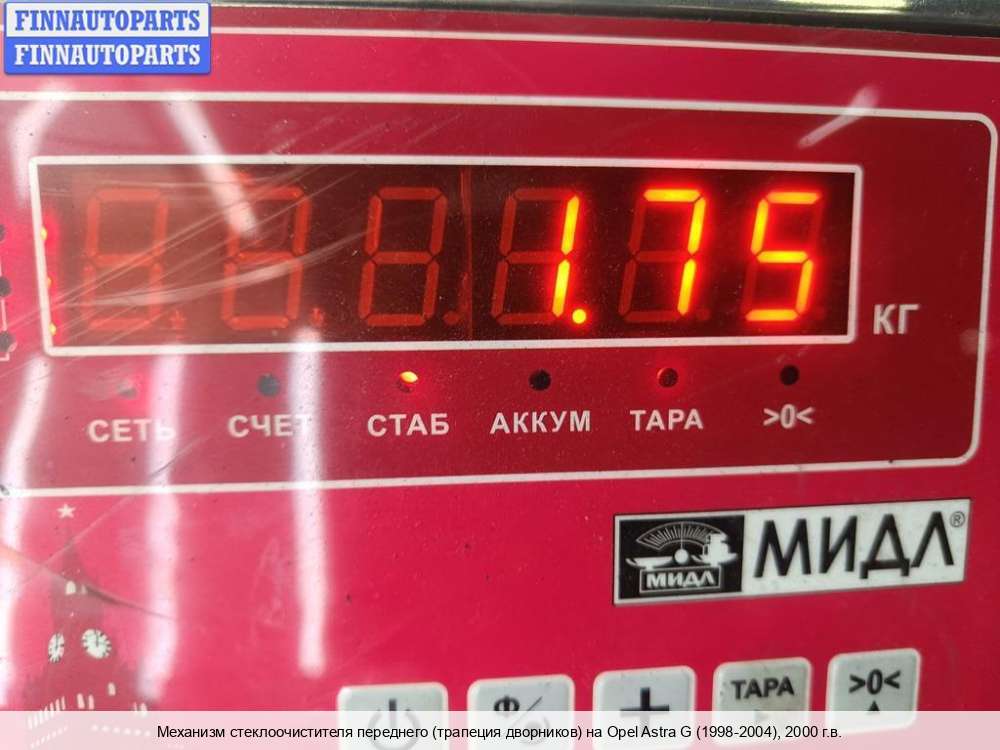 FINNAUTOPARTS
FINNAUTOPARTS
1.75
КГ
СЕТЬ СЧЕТ СТАБ АККУМ ТАРА >0<
МИДЛ МИДЛ®
Ф/ + ТАРА >0<
Механизм стеклоочистителя переднего (трапеция дворников) на Opel Astra G (1998-2004), 2000 г.в.